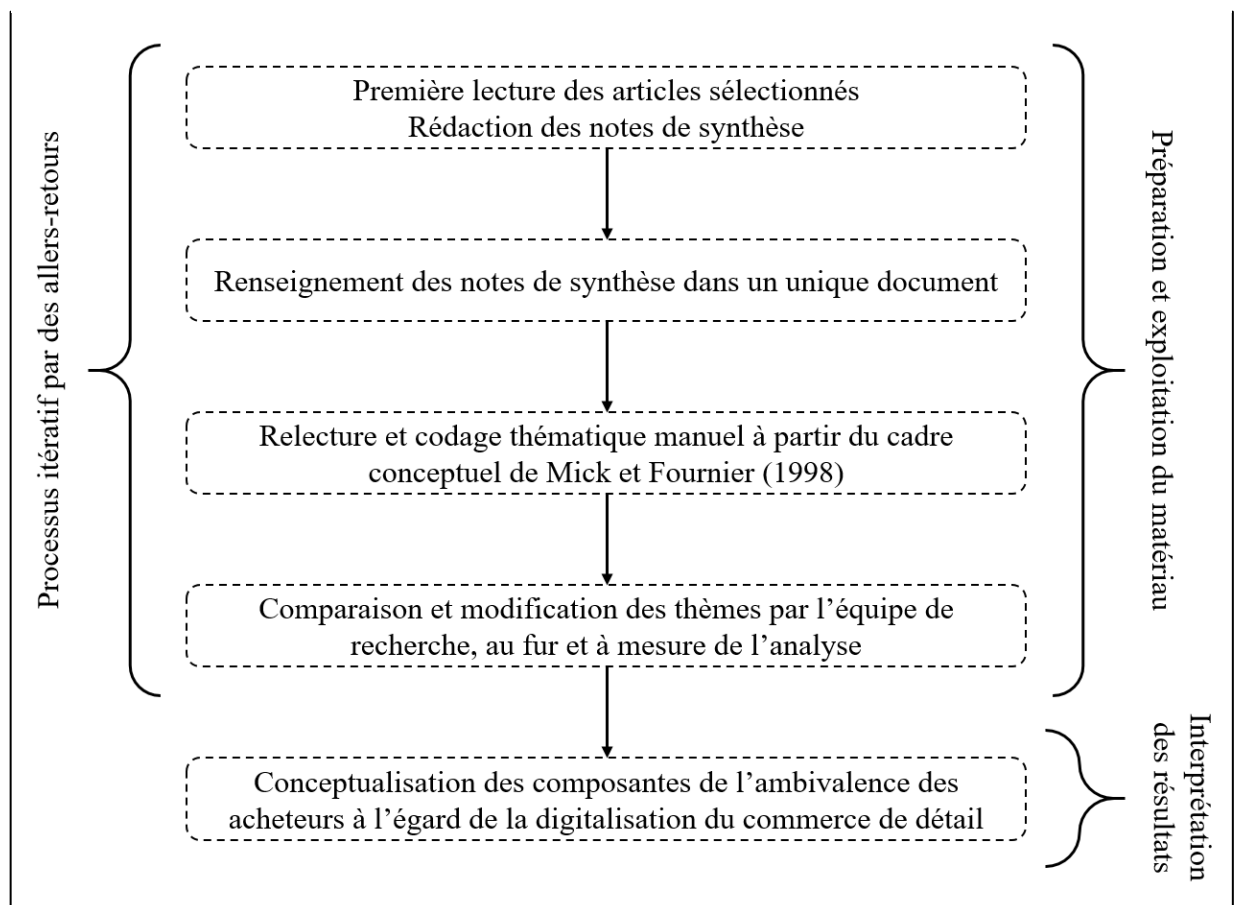 Processus itératif par des allers-retours
Première lecture des articles sélectionnés
Rédaction des notes de synthèse
Renseignement des notes de synthèse dans un unique document
Relecture et codage thématique manuel à partir du cadre
conceptuel de Mick et Fournier (1998)
Comparaison et modification des thèmes par l’équipe de
recherche, au fur et à mesure de l’analyse
Préparation et exploitation du matériau
Conceptualisation des composantes de l’ambivalence des
acheteurs à l’égard de la digitalisation du commerce de détail
Interprétation
des résultats